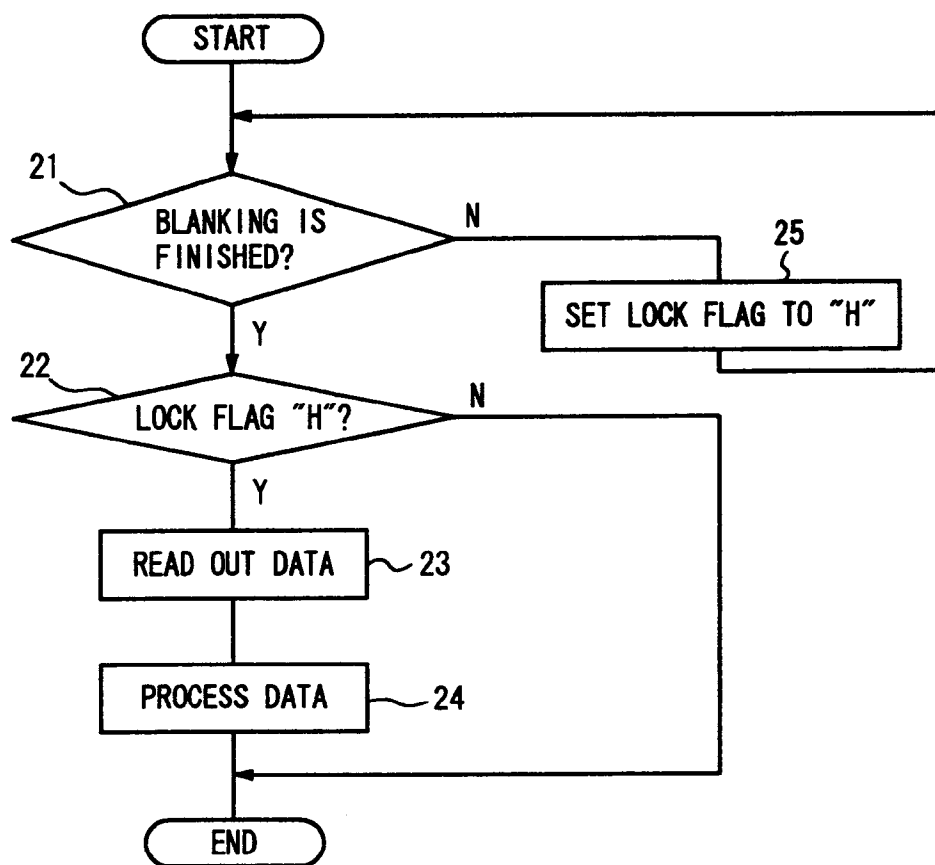 START
21
BLANKING IS
FINISHED?
N
25
SET LOCK FLAG TO "H"
Y
22
LOCK FLAG "H"?
N
Y
READ OUT DATA
23
PROCESS DATA
24
END